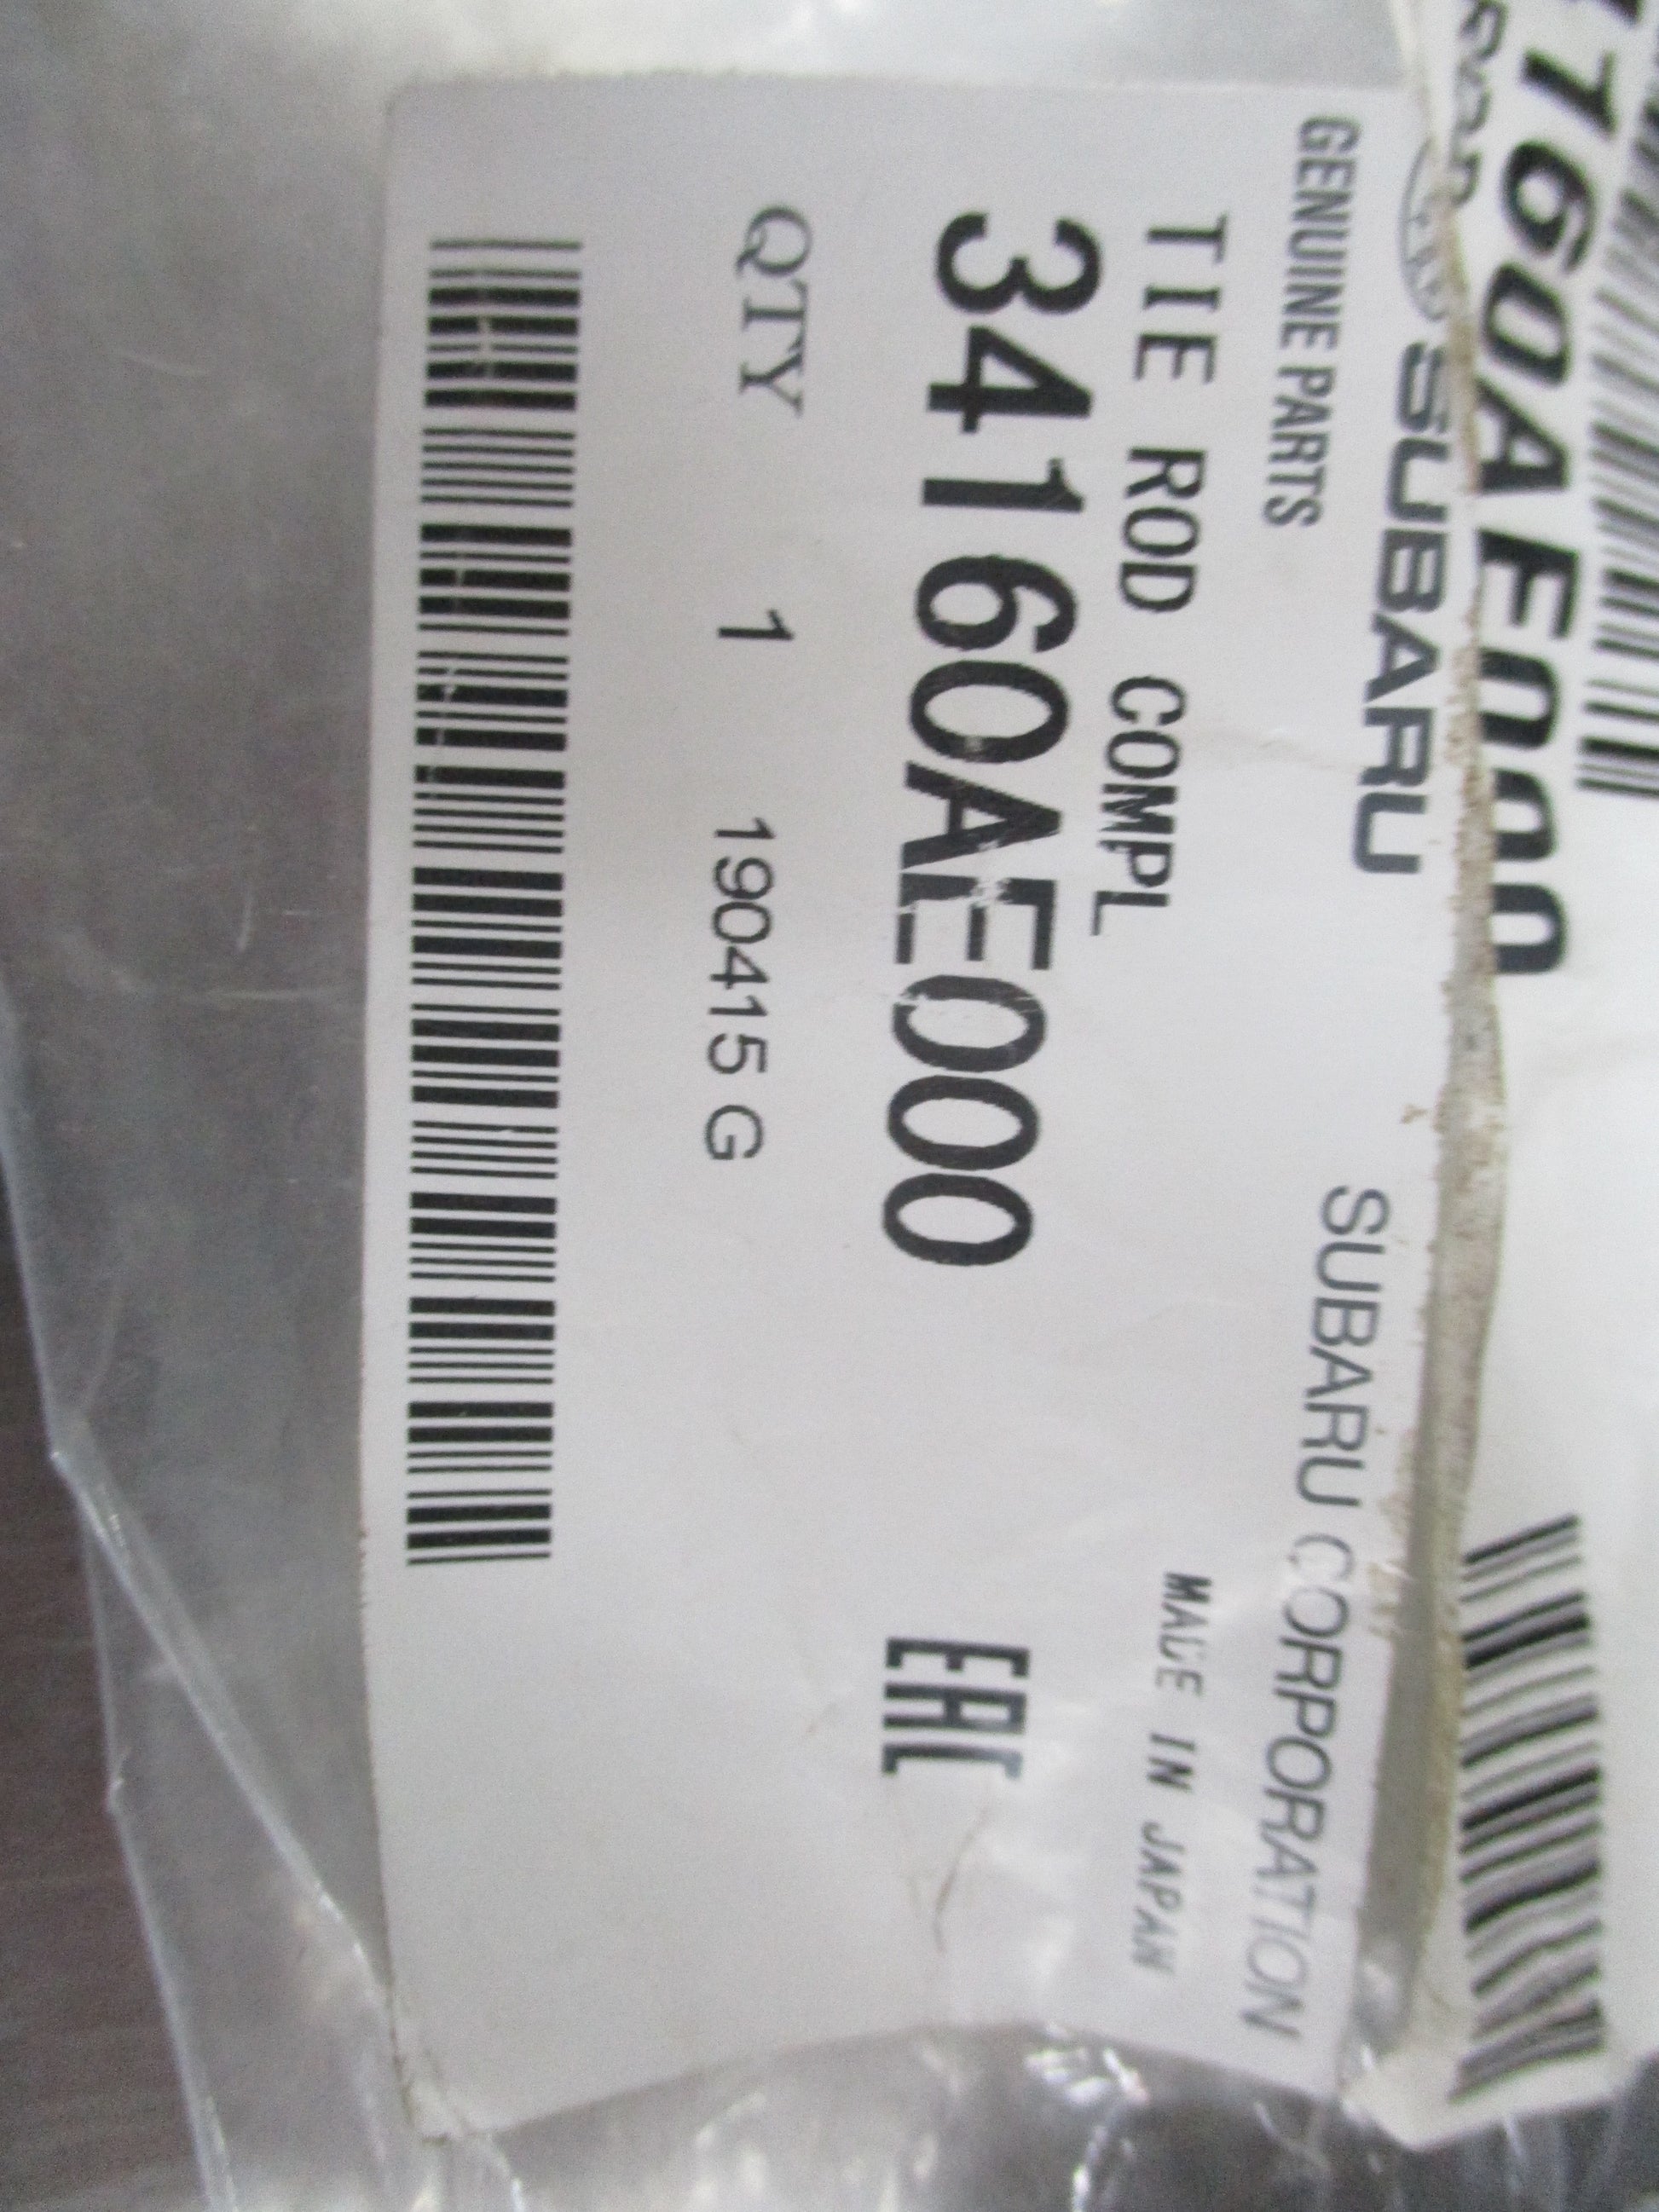 SUBARU
SUBARU CORPORATION
GENUINE PARTS
MADE IN JAPAN
TIE ROD COMPL
34160AE000
EAC
QTY 1 190415 G